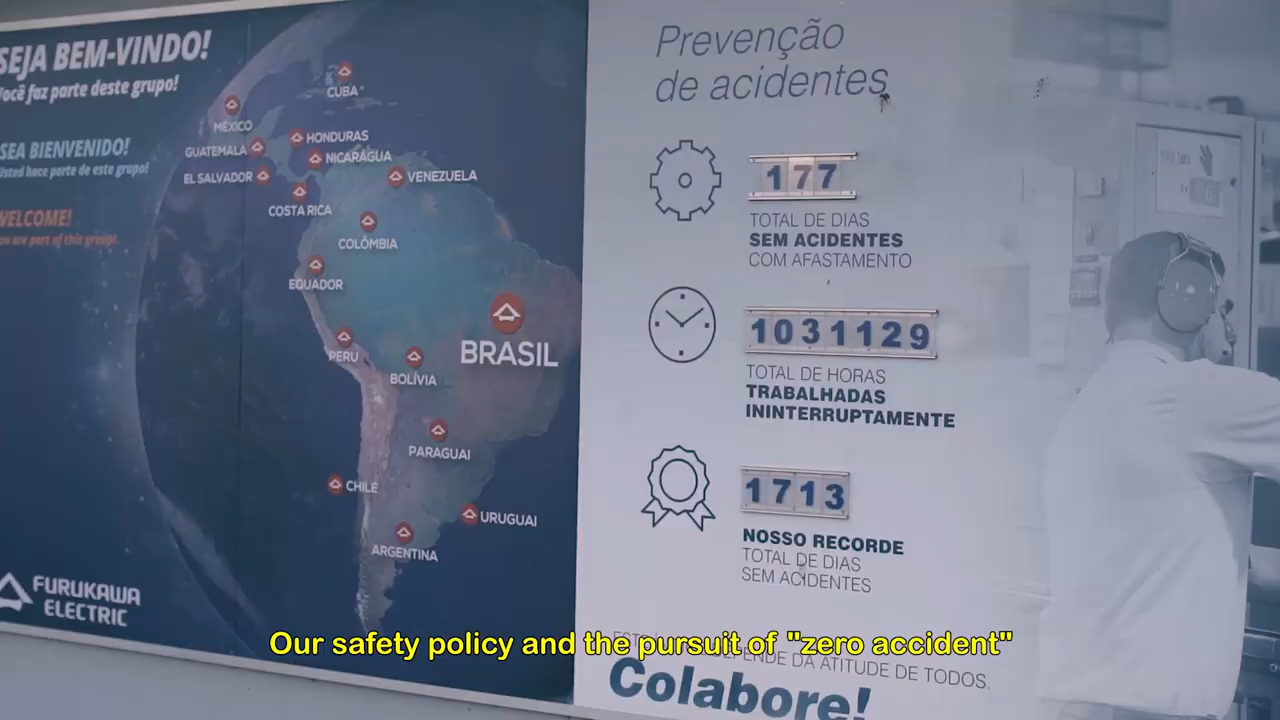 SEJA BEM-VINDO!
Você faz parte deste grupo!
SEA BIENVENIDO!
Usted hace parte de este grupo!
WELCOME!
You are part of this group!
CUBA
MÉXICO
HONDURAS
GUATEMALA
NICARÁGUA
EL SALVADOR
VENEZUELA
COSTA RICA
COLÔMBIA
EQUADOR
BRASIL
PERU
BOLÍVIA
PARAGUAI
CHILE
URUGUAI
ARGENTINA
FURUKAWA
ELECTRIC
Prevenção
de acidentes
177
TOTAL DE DIAS
SEM ACIDENTES
COM AFASTAMENTO
1031129
TOTAL DE HORAS
TRABALHADAS
ININTERRUPTAMENTE
1713
NOSSO RECORDE
TOTAL DE DIAS
SEM ACIDENTES
DEPENDE DA ATITUDE DE TODOS.
Colabore!
Our safety policy and the pursuit of "zero accident"